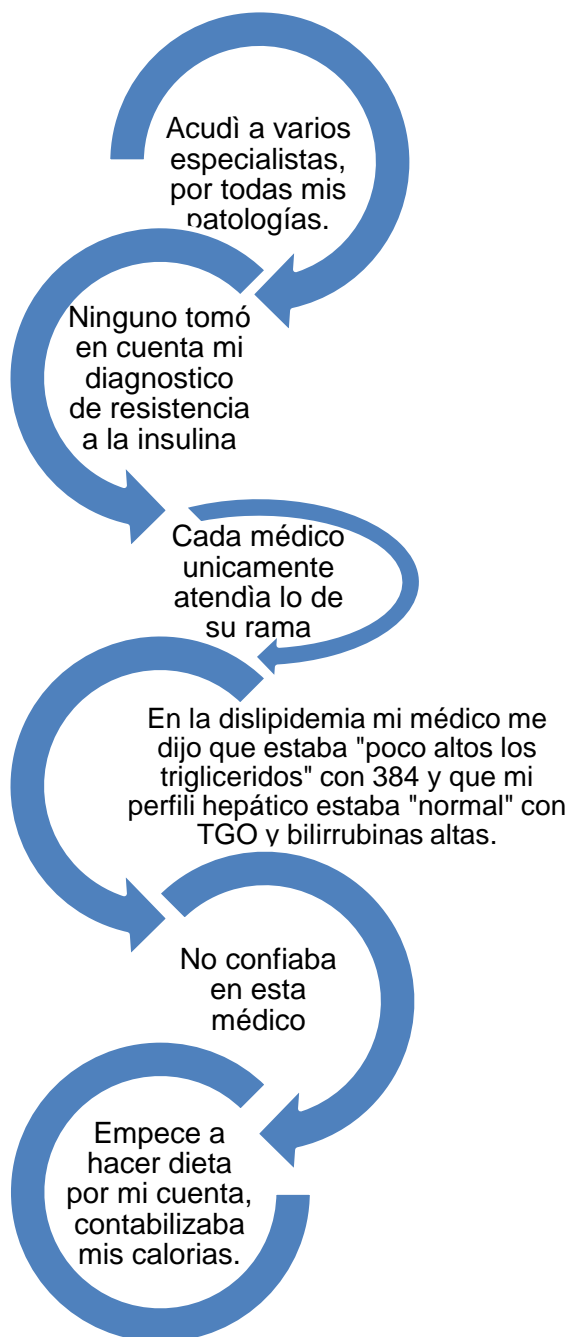 Acudì a varios
especialistas,
por todas mis
patologías.
Ninguno tomó
en cuenta mi
diagnostico
de resistencia
a la insulina
Cada médico
unicamente
atendìa lo de
su rama
En la dislipidemia mi médico me
dijo que estaba "poco altos los
trigliceridos" con 384 y que mi
perfili hepático estaba "normal" con
TGO y bilirrubinas altas.
No confiaba
en esta
médico
Empece a
hacer dieta
por mi cuenta,
contabilizaba
mis calorias.